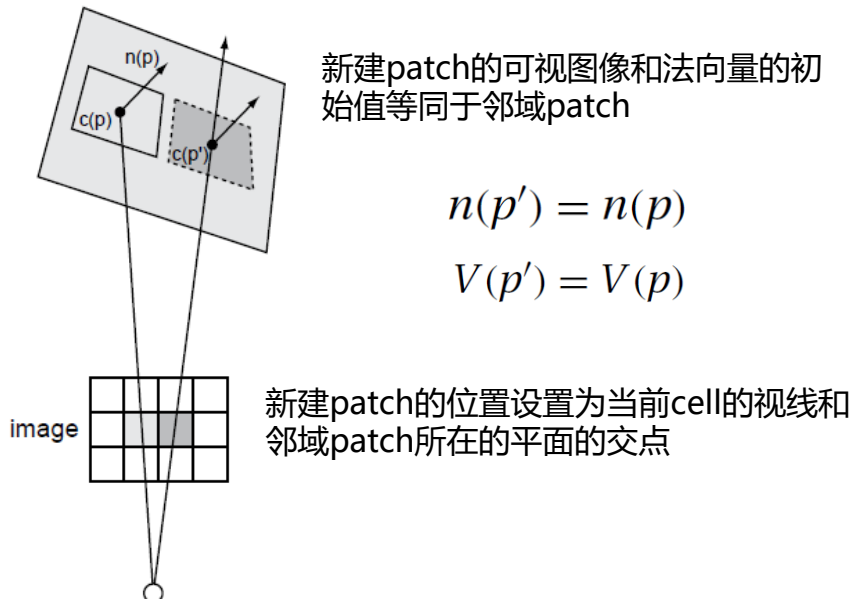 n(p)
c(p)
c(p')
新建patch的可视图像和法向量的初
始值等同于邻域patch
n(p′) = n(p)
V(p′) = V(p)
image
新建patch的位置设置为当前cell的视线和
邻域patch所在的平面的交点